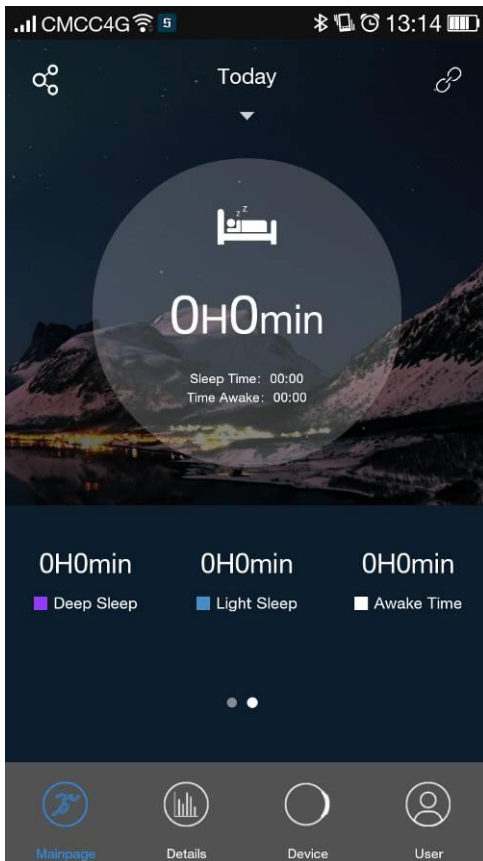 CMCC4G 13:14
Today
z z
0H0min
Sleep Time: 00:00
Time Awake: 00:00
0H0min 0H0min 0H0min
Deep Sleep Light Sleep Awake Time
Mainpage Details Device User